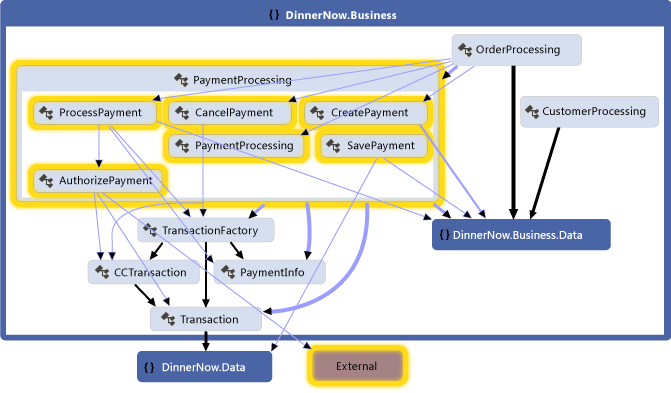 { } DinnerNow.Business
OrderProcessing
PaymentProcessing
ProcessPayment
CancelPayment
CreatePayment
CustomerProcessing
PaymentProcessing
SavePayment
AuthorizePayment
TransactionFactory
{ } DinnerNow.Business.Data
CCTransaction
PaymentInfo
Transaction
{ } DinnerNow.Data
External